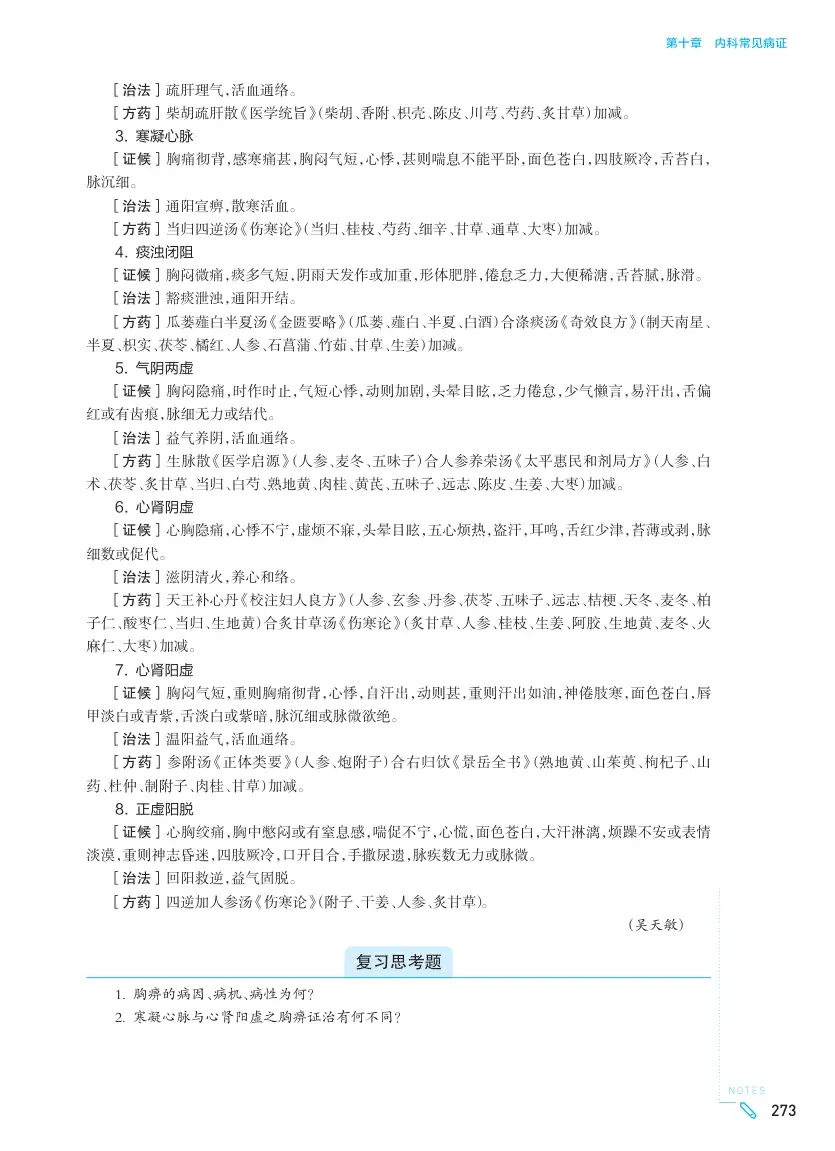 第十章　内科常见病证
［治法］疏肝理气，活血通络。
［方药］柴胡疏肝散《医学统旨》（柴胡、香附、枳壳、陈皮、川芎、芍药、炙甘草）加减。
3. 寒凝心脉
［证候］胸痛彻背，感寒痛甚，胸闷气短，心悸，甚则喘息不能平卧，面色苍白，四肢厥冷，舌苔白，
脉沉细。
［治法］通阳宣痹，散寒活血。
［方药］当归四逆汤《伤寒论》（当归、桂枝、芍药、细辛、甘草、通草、大枣）加减。
4. 痰浊闭阻
［证候］胸闷微痛，痰多气短，阴雨天发作或加重，形体肥胖，倦怠乏力，大便稀溏，舌苔腻，脉滑。
［治法］豁痰泄浊，通阳开结。
［方药］瓜蒌薤白半夏汤《金匮要略》（瓜蒌、薤白、半夏、白酒）合涤痰汤《奇效良方》（制天南星、
半夏、枳实、茯苓、橘红、人参、石菖蒲、竹茹、甘草、生姜）加减。
5. 气阴两虚
［证候］胸闷隐痛，时作时止，气短心悸，动则加剧，头晕目眩，乏力倦怠，少气懒言，易汗出，舌偏
红或有齿痕，脉细无力或结代。
［治法］益气养阴，活血通络。
［方药］生脉散《医学启源》（人参、麦冬、五味子）合人参养荣汤《太平惠民和剂局方》（人参、白
术、茯苓、炙甘草、当归、白芍、熟地黄、肉桂、黄芪、五味子、远志、陈皮、生姜、大枣）加减。
6. 心肾阴虚
［证候］心胸隐痛，心悸不宁，虚烦不寐，头晕目眩，五心烦热，盗汗，耳鸣，舌红少津，苔薄或剥，脉
细数或促代。
［治法］滋阴清火，养心和络。
［方药］天王补心丹《校注妇人良方》（人参、玄参、丹参、茯苓、五味子、远志、桔梗、天冬、麦冬、柏
子仁、酸枣仁、当归、生地黄）合炙甘草汤《伤寒论》（炙甘草、人参、桂枝、生姜、阿胶、生地黄、麦冬、火
麻仁、大枣）加减。
7. 心肾阳虚
［证候］胸闷气短，重则胸痛彻背，心悸，自汗出，动则甚，重则汗出如油，神倦肢寒，面色苍白，唇
甲淡白或青紫，舌淡白或紫暗，脉沉细或脉微欲绝。
［治法］温阳益气，活血通络。
［方药］参附汤《正体类要》（人参、炮附子）合右归饮《景岳全书》（熟地黄、山茱萸、枸杞子、山
药、杜仲、制附子、肉桂、甘草）加减。
8. 正虚阳脱
［证候］心胸绞痛，胸中憋闷或有窒息感，喘促不宁，心慌，面色苍白，大汗淋漓，烦躁不安或表情
淡漠，重则神志昏迷，四肢厥冷，口开目合，手撒尿遗，脉疾数无力或脉微。
［治法］回阳救逆，益气固脱。
［方药］四逆加人参汤《伤寒论》（附子、干姜、人参、炙甘草）。
（吴天敏）
复习思考题
1. 胸痹的病因、病机、病性为何？
2. 寒凝心脉与心肾阳虚之胸痹证治有何不同？
NOTES
273